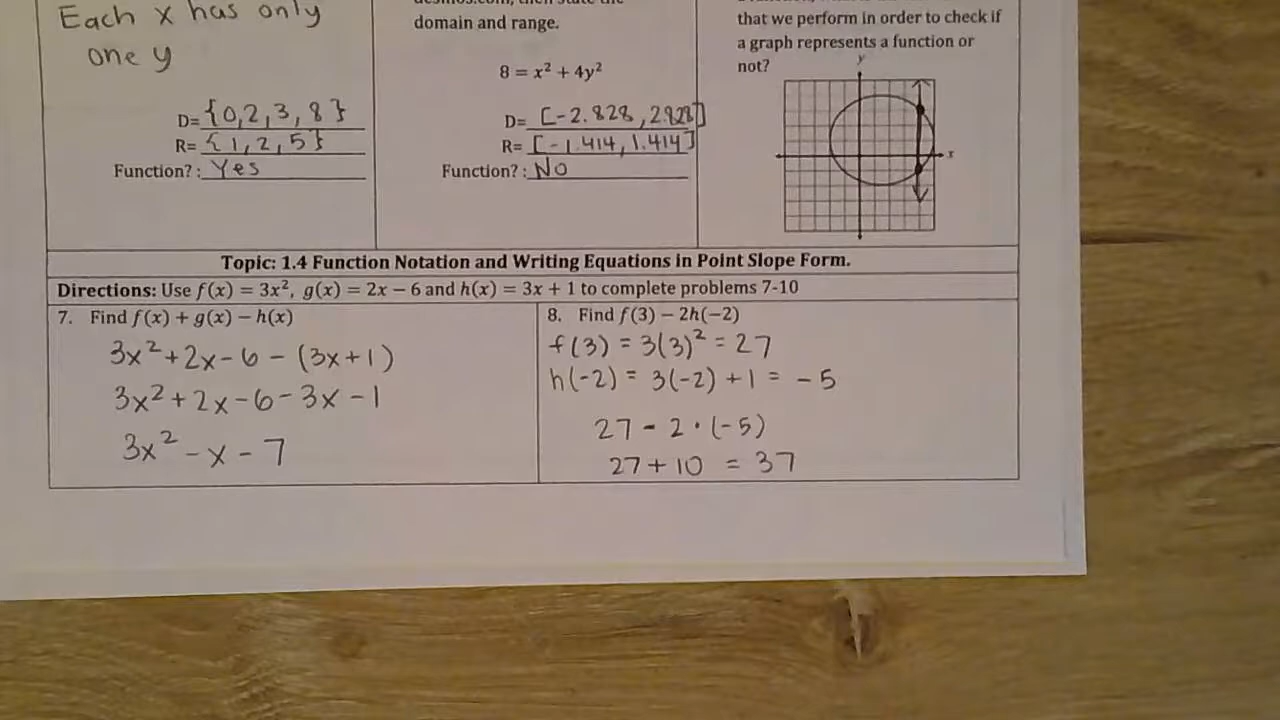 Each x has only
one y
D= {0,2,3,8}
R= {1,2,5}
Function? : Yes
domain and range.
8 = x² + 4y²
D= [-2.828, 2.828]
R= [-1.414, 1.414]
Function? : No
that we perform in order to check if
a graph represents a function or
not?
y
x
Topic: 1.4 Function Notation and Writing Equations in Point Slope Form.
Directions: Use f(x) = 3x², g(x) = 2x − 6 and h(x) = 3x + 1 to complete problems 7-10
7. Find f(x) + g(x) − h(x)
3x² + 2x - 6 - (3x+1)
3x² + 2x - 6 - 3x - 1
3x² - x - 7
8. Find f(3) − 2h(−2)
f(3) = 3(3)² = 27
h(-2) = 3(-2) + 1 = -5
27 - 2 · (-5)
27 + 10 = 37